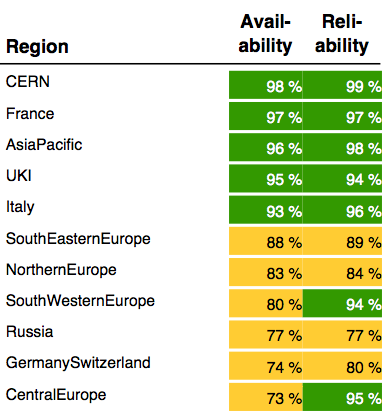 Region Avail- Reli-
ability ability
CERN 98 % 99 %
France 97 % 97 %
AsiaPacific 96 % 98 %
UKI 95 % 94 %
Italy 93 % 96 %
SouthEasternEurope 88 % 89 %
NorthernEurope 83 % 84 %
SouthWesternEurope 80 % 94 %
Russia 77 % 77 %
GermanySwitzerland 74 % 80 %
CentralEurope 73 % 95 %